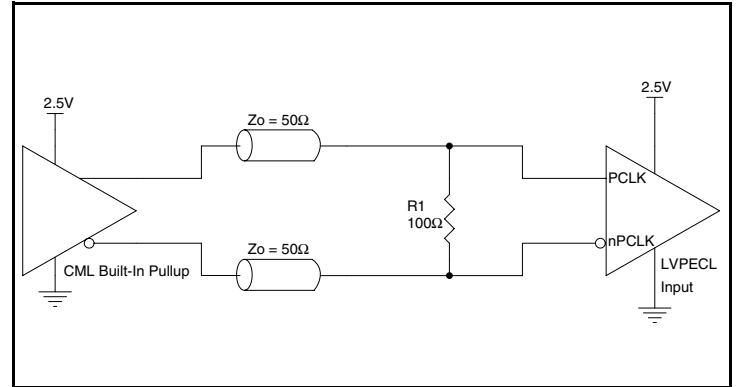 2.5V
2.5V
Zo = 50Ω
PCLK
R1
100Ω
Zo = 50Ω
nPCLK
CML Built-In Pullup
LVPECL
Input